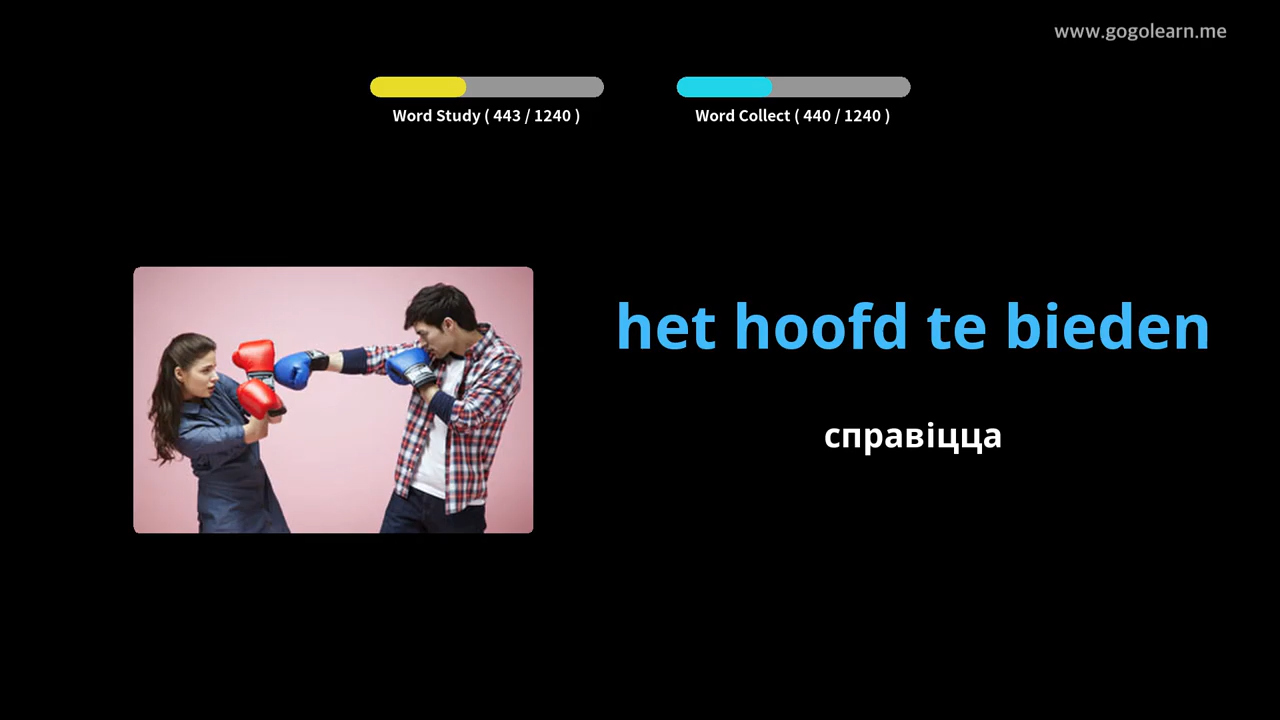 www.gogolearn.me
Word Study ( 443 / 1240 )
Word Collect ( 440 / 1240 )
het hoofd te bieden
справіцца